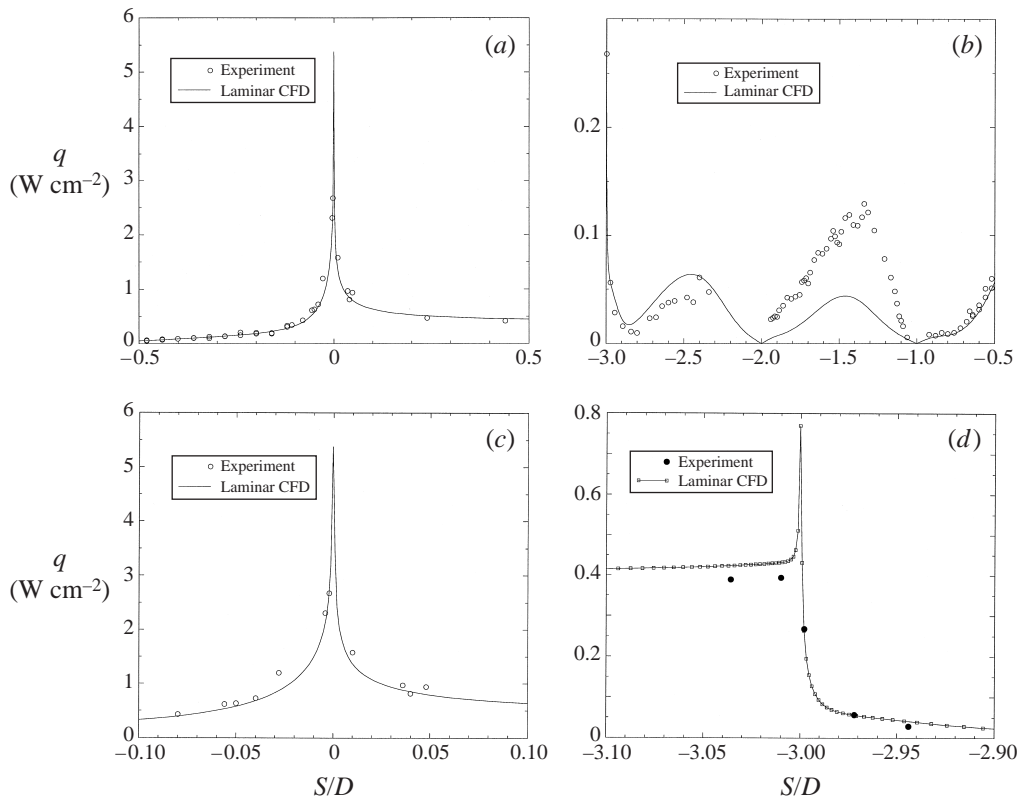 6
5
4
3
2
1
0
−0.5
0
0.5
q
(W cm−2)
Experiment
Laminar CFD
(a)
0.2
0.1
0
−3.0
−2.5
−2.0
−1.5
−1.0
−0.5
Experiment
Laminar CFD
(b)
6
5
4
3
2
1
0
−0.10
−0.05
0
0.05
0.10
q
(W cm−2)
S/D
Experiment
Laminar CFD
(c)
0.8
0.6
0.4
0.2
0
−3.10
−3.05
−3.00
−2.95
−2.90
S/D
Experiment
Laminar CFD
(d)